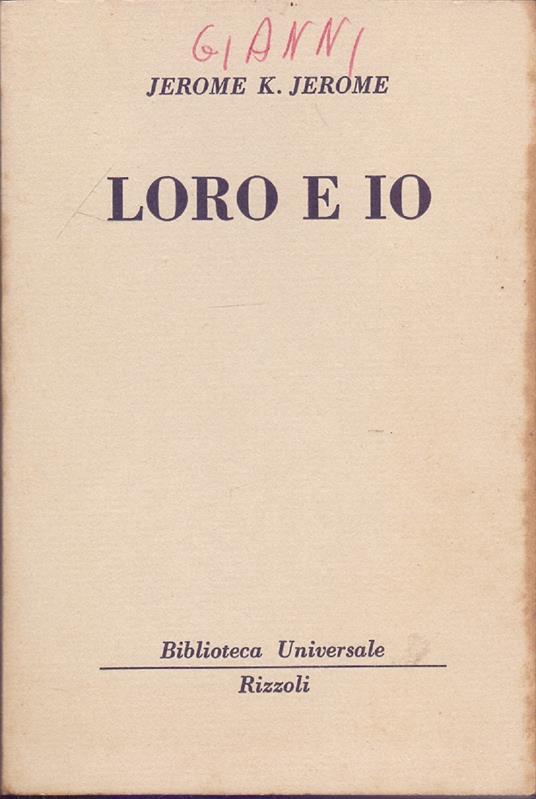 GIANNI
JEROME K. JEROME
LORO E IO
Biblioteca Universale
Rizzoli